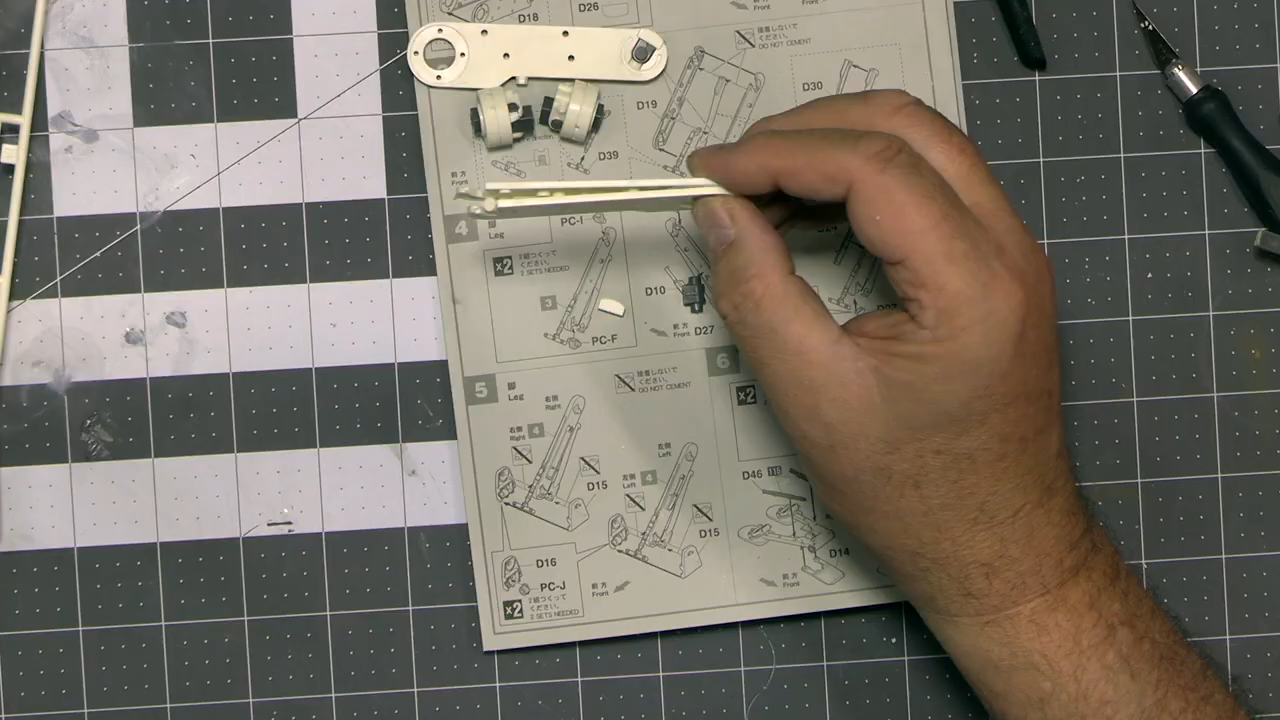 D18
D26
Front
Front
接着しないで
ください。
DO NOT CEMENT
D19
D30
D39
前 方
Front
4
脚
Leg
PC-I
×2
2組つくって
ください。
2 SETS NEEDED
3
PC-F
D10
D27
前 方
Front
5
脚
Leg
接着しないで
ください。
DO NOT CEMENT
6
×2
右側
Right
右側
Right
4
D15
左側
Left
左側
Left
4
D15
D16
PC-J
×2
2組つくって
ください。
2 SETS NEEDED
前 方
Front
D46
D14
前 方
Front